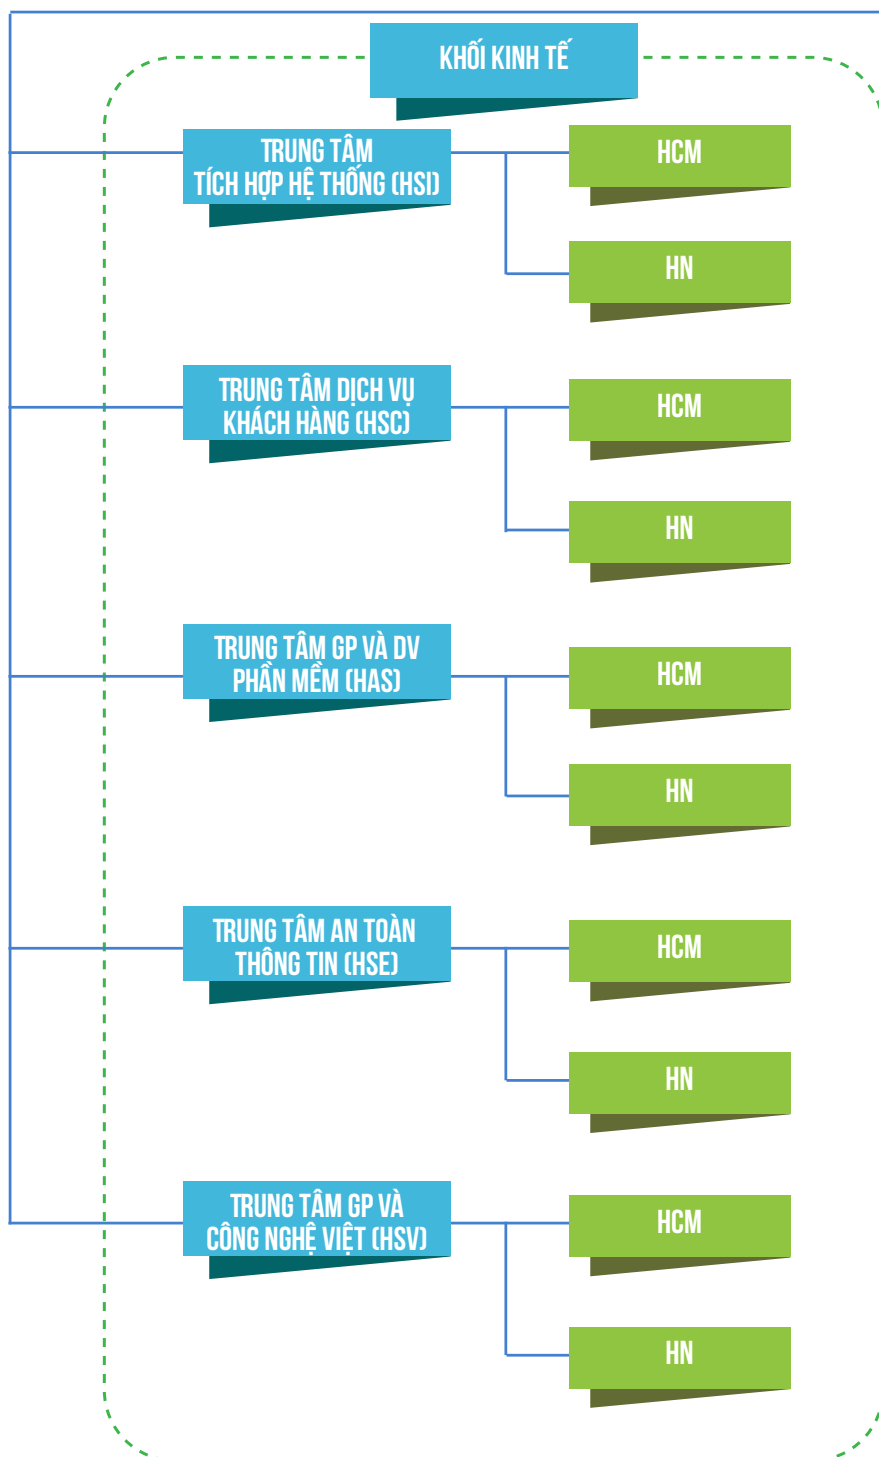 KHỐI KINH TẾ
TRUNG TÂM
TÍCH HỢP HỆ THỐNG (HSI)
HCM
HN
TRUNG TÂM DỊCH VỤ
KHÁCH HÀNG (HSC)
HCM
HN
TRUNG TÂM GP VÀ DV
PHẦN MỀM (HAS)
HCM
HN
TRUNG TÂM AN TOÀN
THÔNG TIN (HSE)
HCM
HN
TRUNG TÂM GP VÀ
CÔNG NGHỆ VIỆT (HSV)
HCM
HN